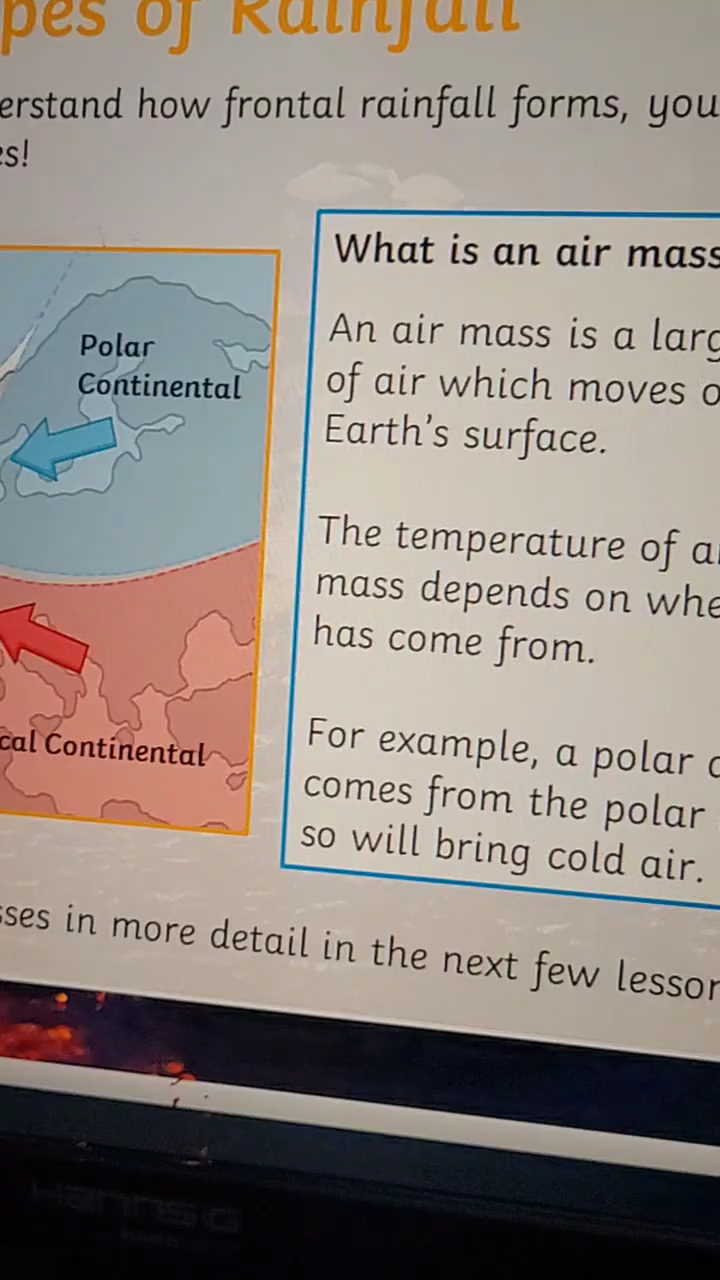 pes of Rainfall
erstand how frontal rainfall forms, you
es!
Polar
Continental
cal Continental
What is an air mass
An air mass is a larg
of air which moves o
Earth's surface.
The temperature of a
mass depends on whe
has come from.
For example, a polar
comes from the polar
so will bring cold air.
sses in more detail in the next few lesson
HANNS-G